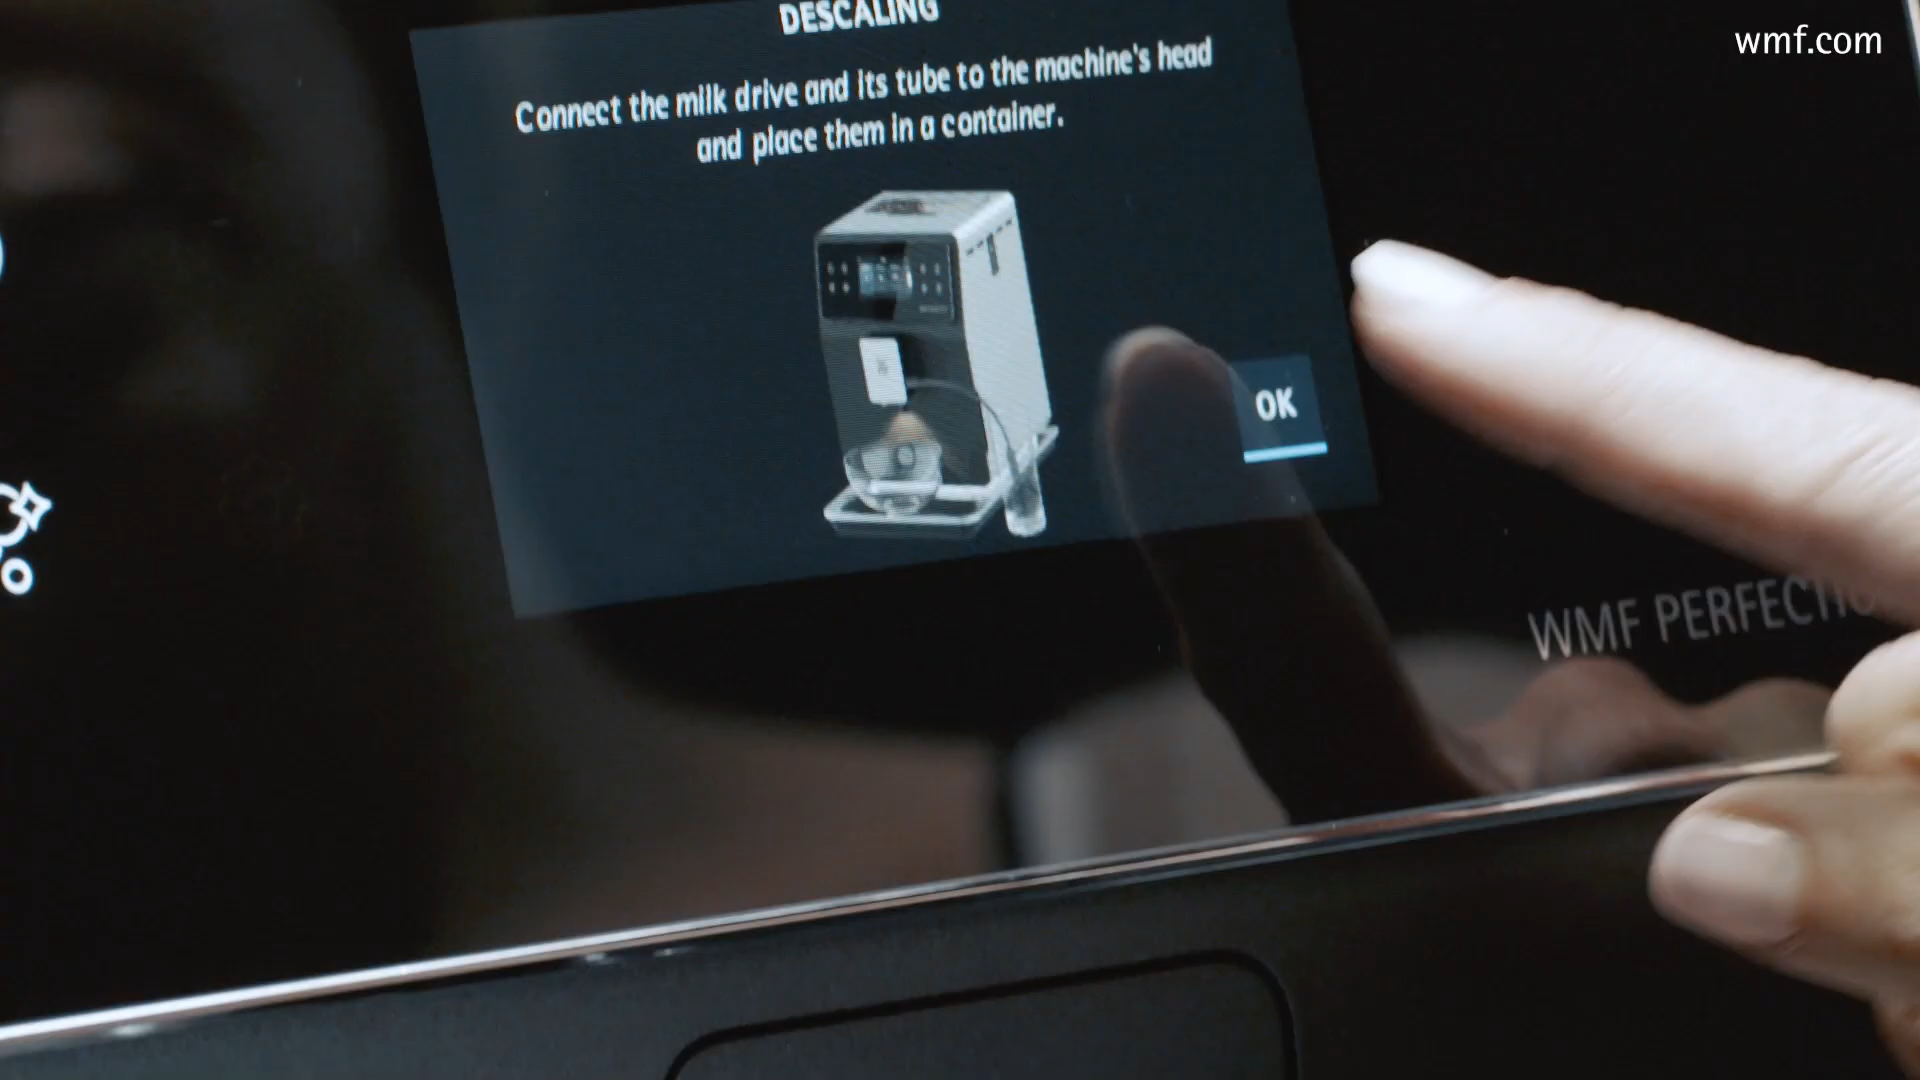 wmf.com
DESCALING
Connect the milk drive and its tube to the machine's head
and place them in a container.
OK
WMF PERFECTIO